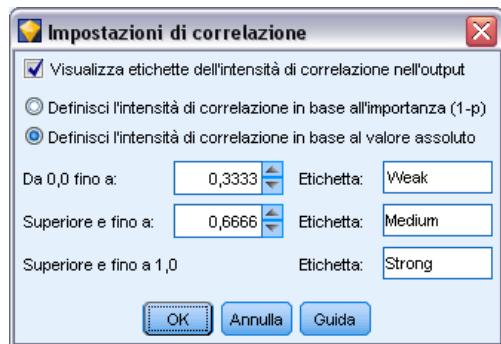 Impostazioni di correlazione
Visualizza etichette dell'intensità di correlazione nell'output
Definisci l'intensità di correlazione in base all'importanza (1-p)
Definisci l'intensità di correlazione in base al valore assoluto
Da 0,0 fino a: 0,3333 Etichetta: Weak
Superiore e fino a: 0,6666 Etichetta: Medium
Superiore e fino a 1,0 Etichetta: Strong
OK Annulla Guida